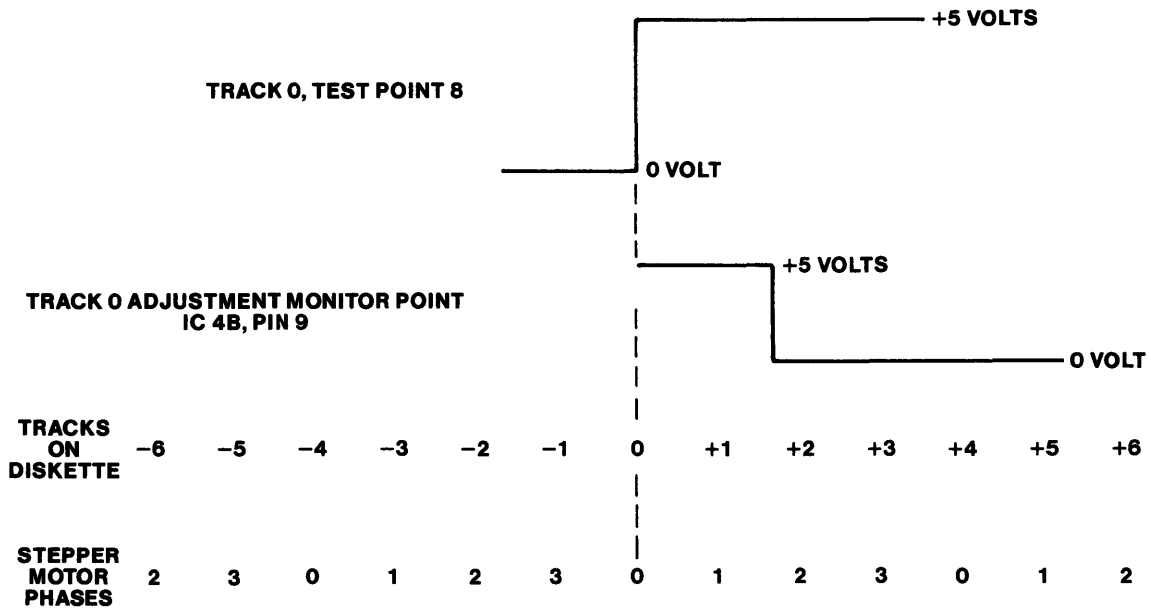 +5 VOLTS
TRACK 0, TEST POINT 8
0 VOLT
+5 VOLTS
TRACK 0 ADJUSTMENT MONITOR POINT
IC 4B, PIN 9
0 VOLT
TRACKS
ON
DISKETTE
−6 −5 −4 −3 −2 −1 0 +1 +2 +3 +4 +5 +6
STEPPER
MOTOR
PHASES
2 3 0 1 2 3 0 1 2 3 0 1 2